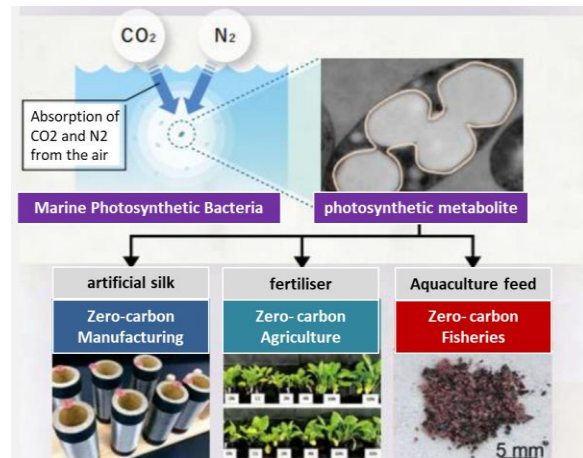 CO2
N2
Absorption of
CO2 and N2
from the air
Marine Photosynthetic Bacteria
photosynthetic metabolite
artificial silk
fertiliser
Aquaculture feed
Zero-carbon
Manufacturing
Zero- carbon
Agriculture
Zero- carbon
Fisheries
5 mm